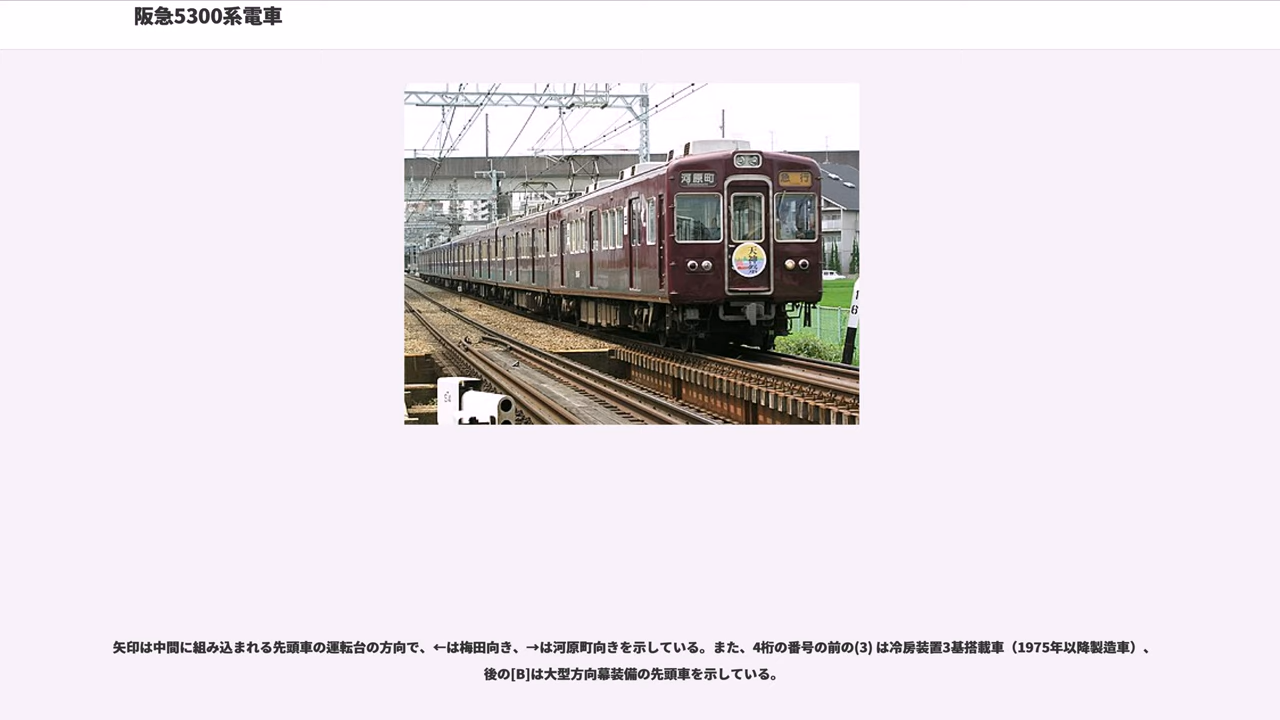 阪急5300系電車
河原町
急行
天神祭
54
矢印は中間に組み込まれる先頭車の運転台の方向で、←は梅田向き、→は河原町向きを示している。また、4桁の番号の前の(3) は冷房装置3基搭載車（1975年以降製造車）、
後の[B]は大型方向幕装備の先頭車を示している。